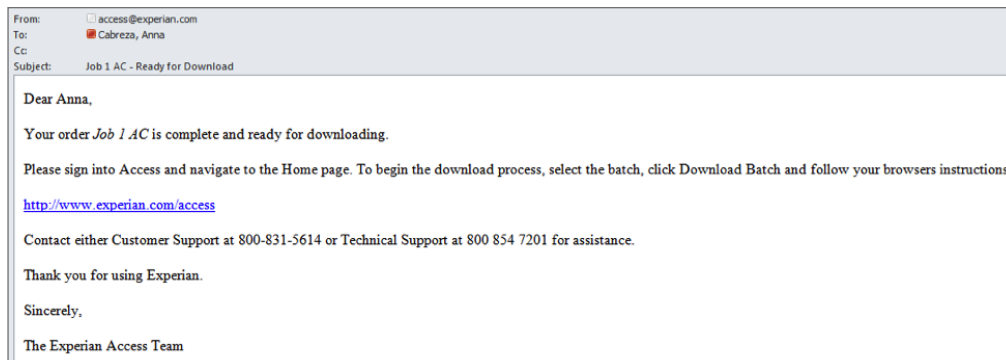 From: access@experian.com
To: Cabreza, Anna
Cc:
Subject: Job 1 AC - Ready for Download
Dear Anna,
Your order Job 1 AC is complete and ready for downloading.
Please sign into Access and navigate to the Home page. To begin the download process, select the batch, click Download Batch and follow your browsers instructions
http://www.experian.com/access
Contact either Customer Support at 800-831-5614 or Technical Support at 800 854 7201 for assistance.
Thank you for using Experian.
Sincerely,
The Experian Access Team